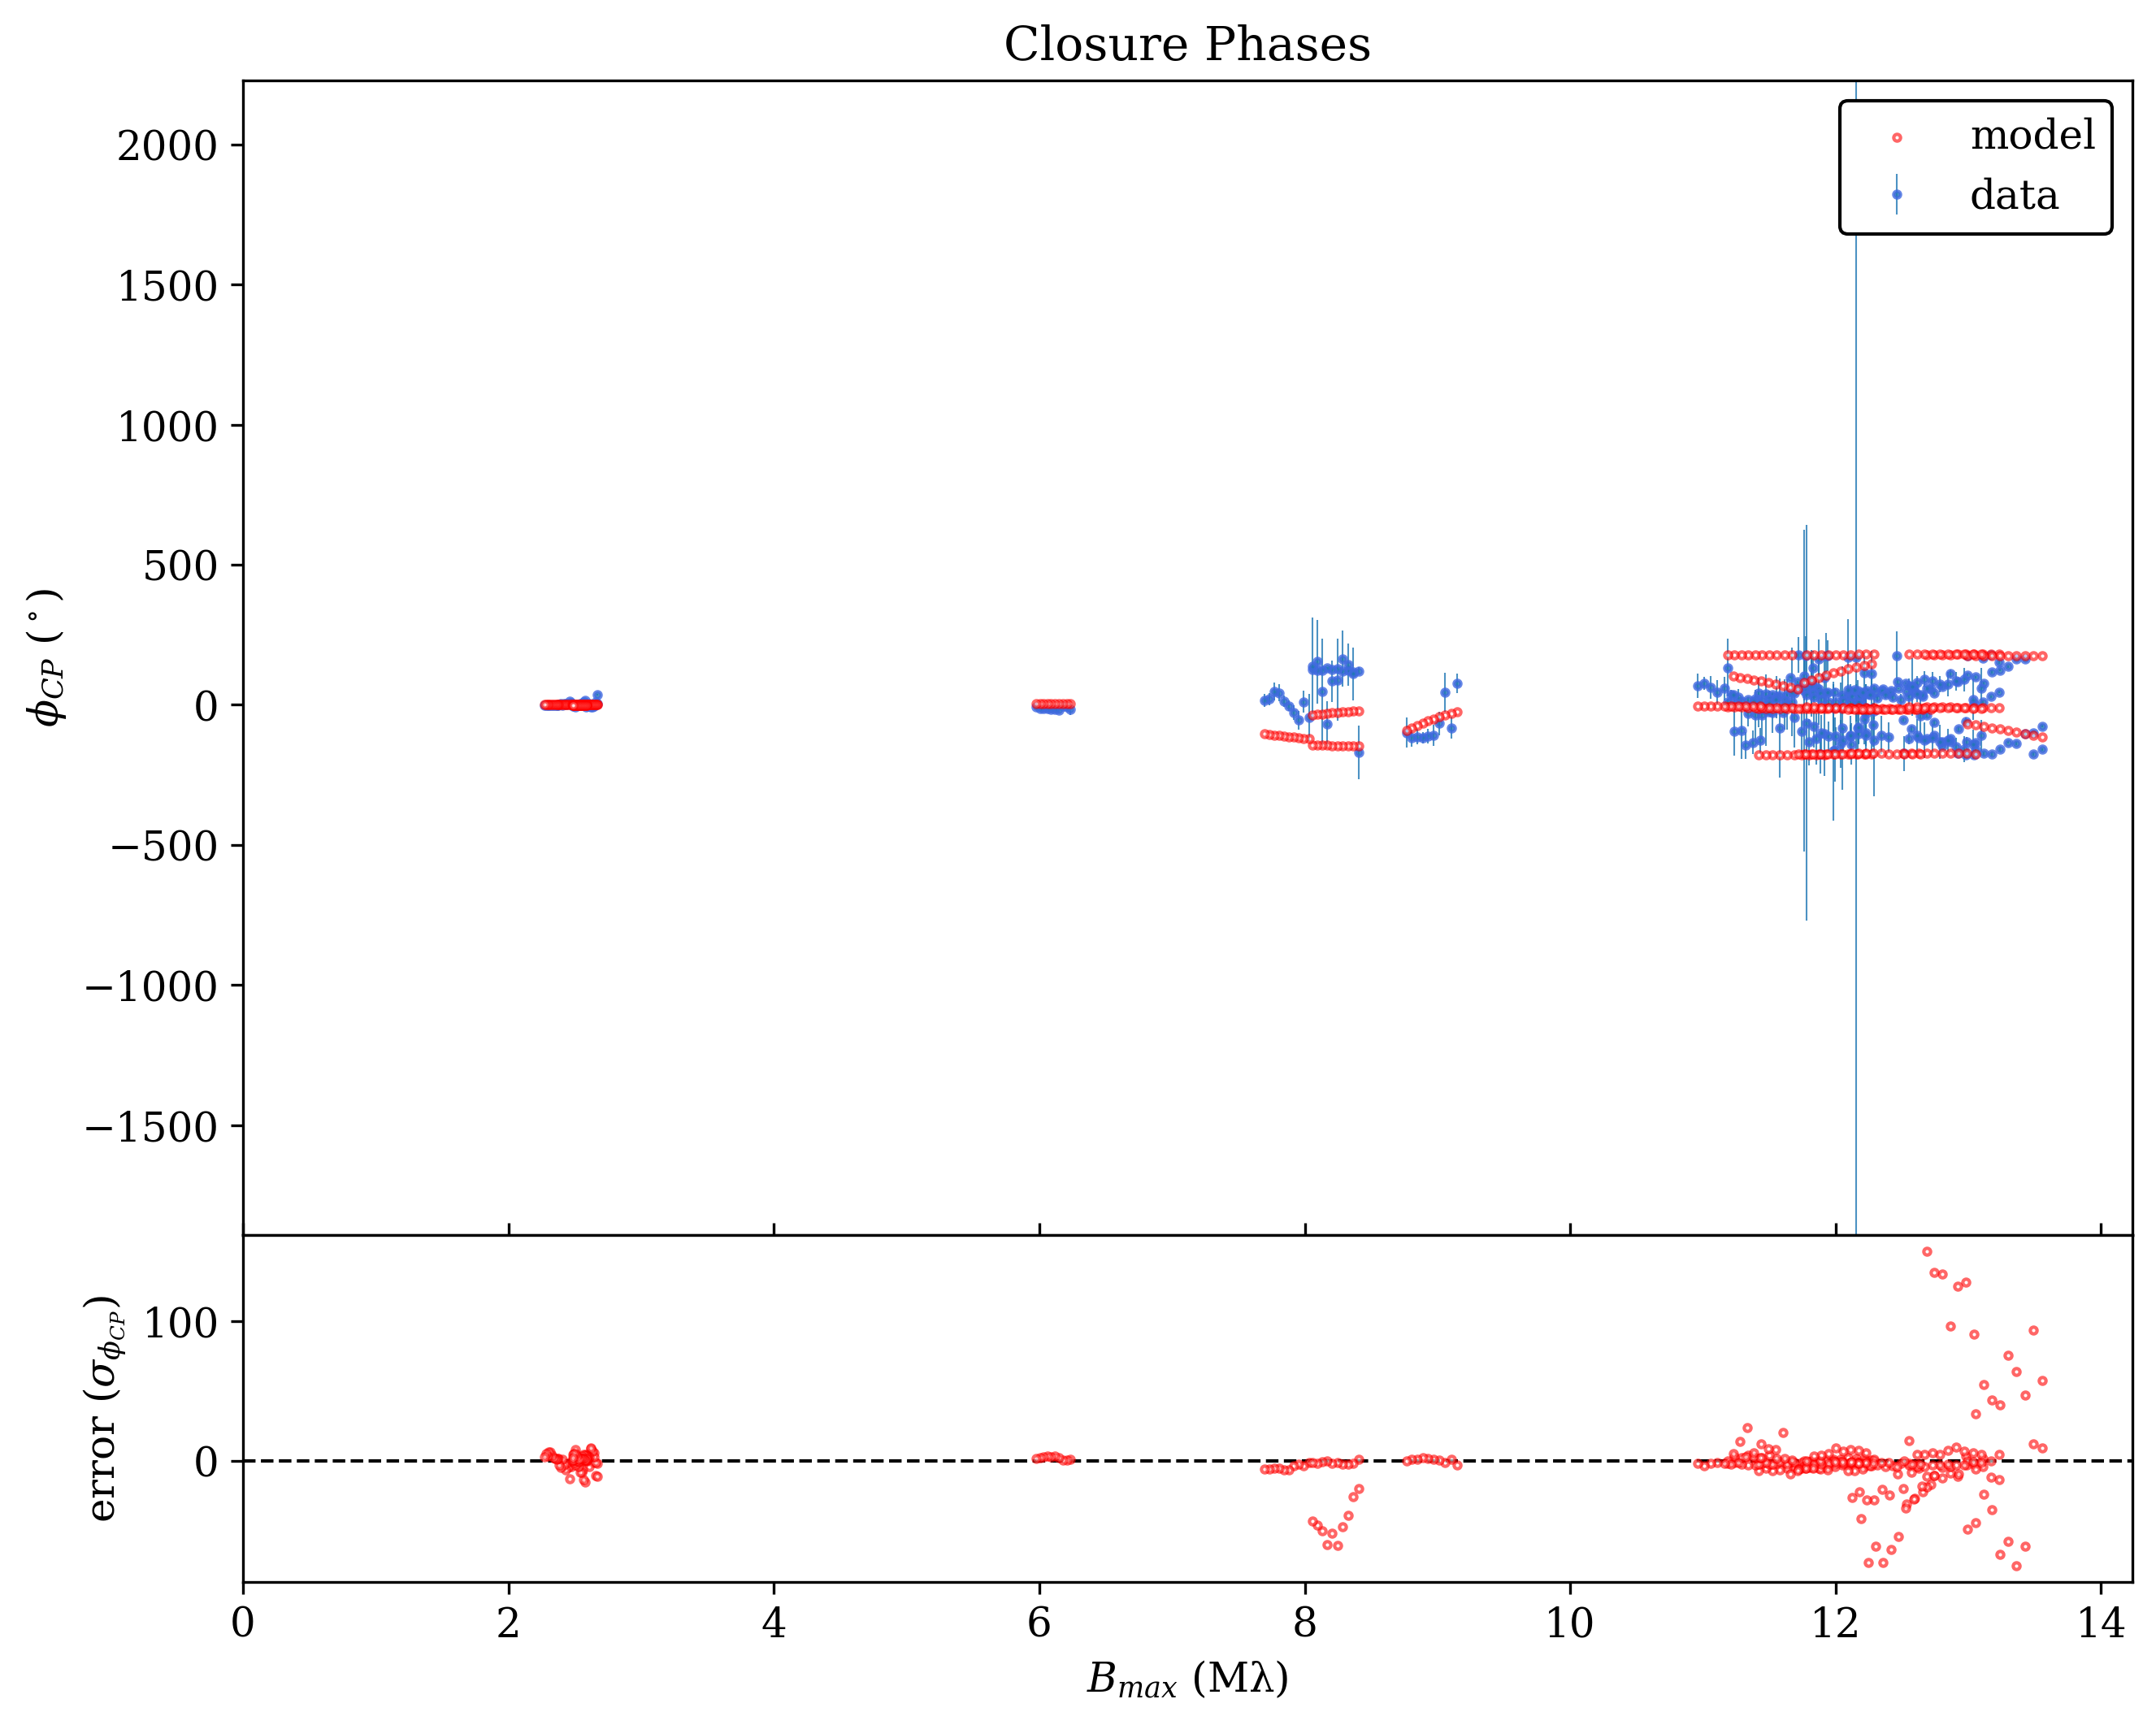 Closure Phases
model
data
2000
1500
1000
500
0
−500
−1000
−1500
ϕCP (°)
100
0
error (σϕCP)
0 2 4 6 8 10 12 14
Bmax (Mλ)